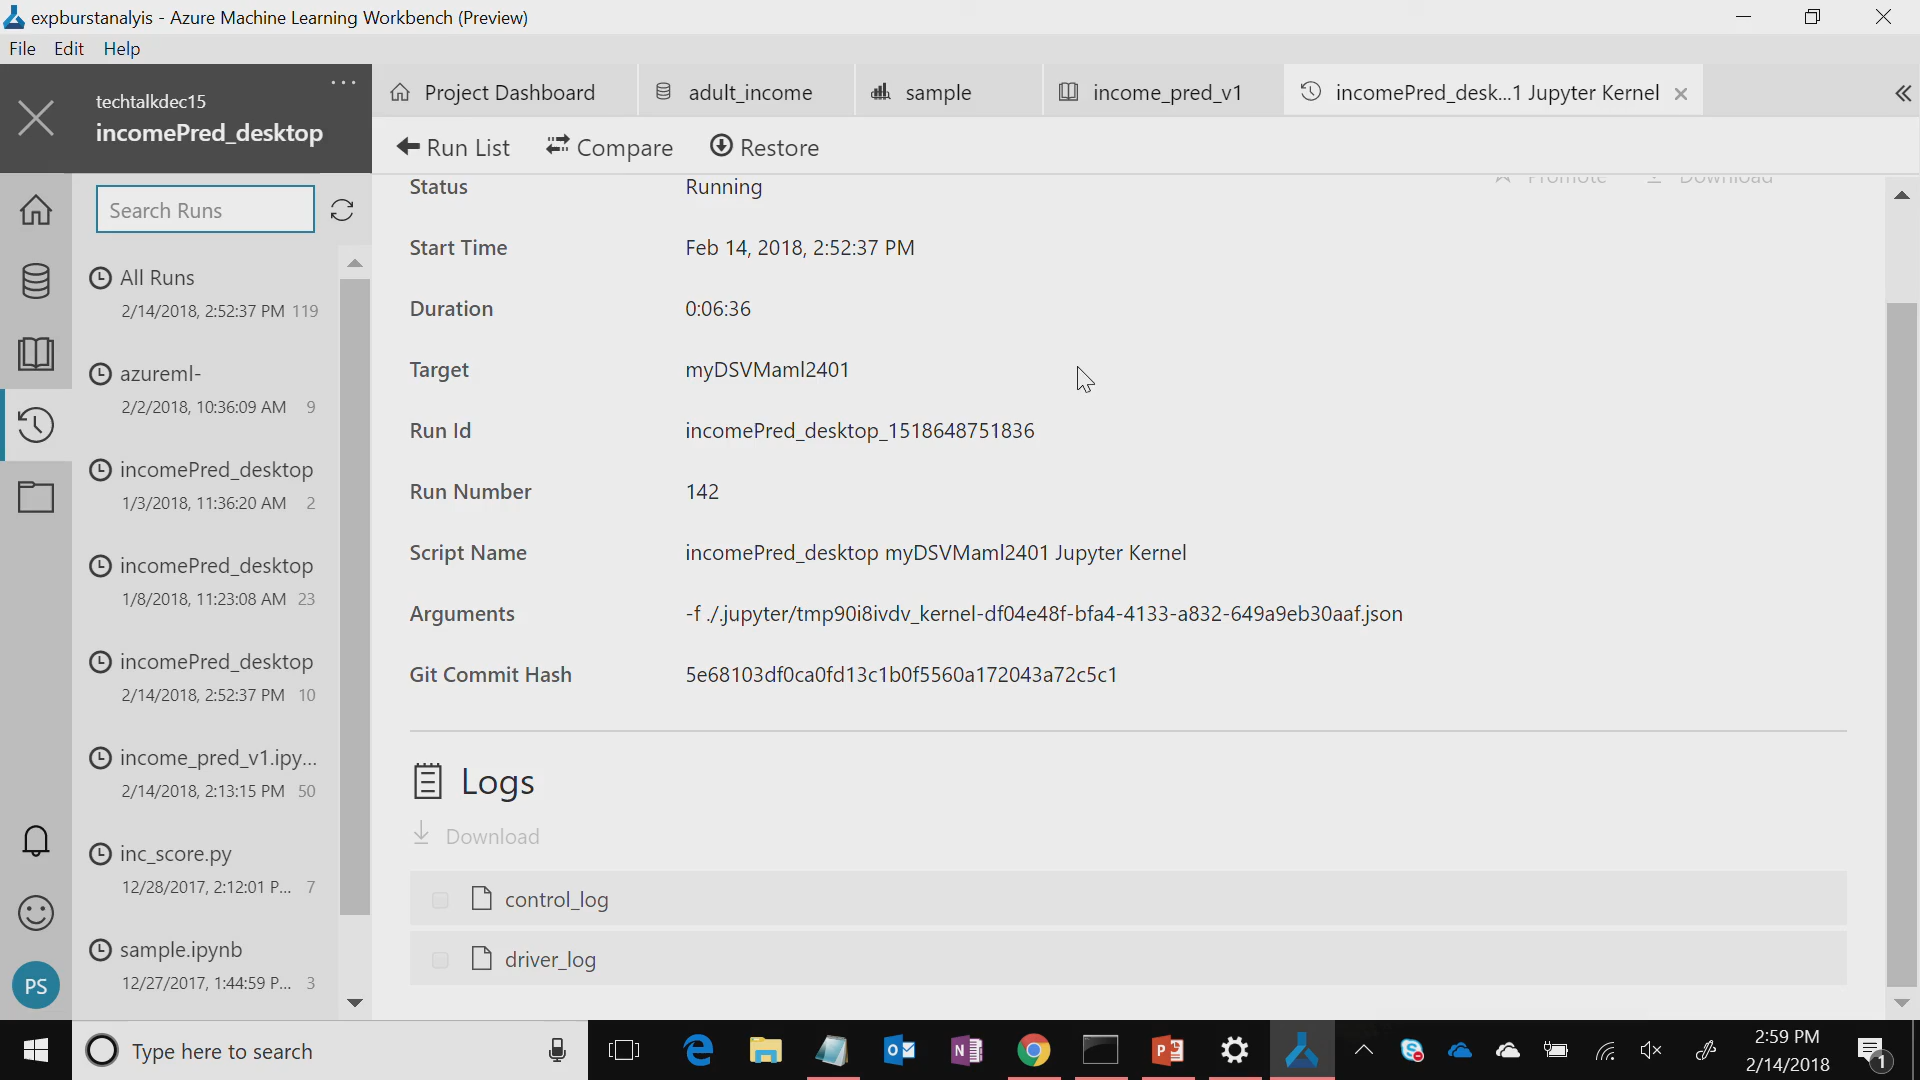 expburstanalyis - Azure Machine Learning Workbench (Preview)
File Edit Help
techtalkdec15
incomePred_desktop
Project Dashboard
adult_income
sample
income_pred_v1
incomePred_desk...1 Jupyter Kernel
Run List
Compare
Restore
Search Runs
All Runs
2/14/2018, 2:52:37 PM 119
azureml-
2/2/2018, 10:36:09 AM 9
incomePred_desktop
1/3/2018, 11:36:20 AM 2
incomePred_desktop
1/8/2018, 11:23:08 AM 23
incomePred_desktop
2/14/2018, 2:52:37 PM 10
income_pred_v1.ipy...
2/14/2018, 2:13:15 PM 50
inc_score.py
12/28/2017, 2:12:01 P... 7
sample.ipynb
12/27/2017, 1:44:59 P... 3
PS
Promote Download
Status Running
Start Time Feb 14, 2018, 2:52:37 PM
Duration 0:06:36
Target myDSVMaml2401
Run Id incomePred_desktop_1518648751836
Run Number 142
Script Name incomePred_desktop myDSVMaml2401 Jupyter Kernel
Arguments -f ./.jupyter/tmp90i8ivdv_kernel-df04e48f-bfa4-4133-a832-649a9eb30aaf.json
Git Commit Hash 5e68103df0ca0fd13c1b0f5560a172043a72c5c1
Logs
Download
control_log
driver_log
Type here to search
2:59 PM
2/14/2018
1